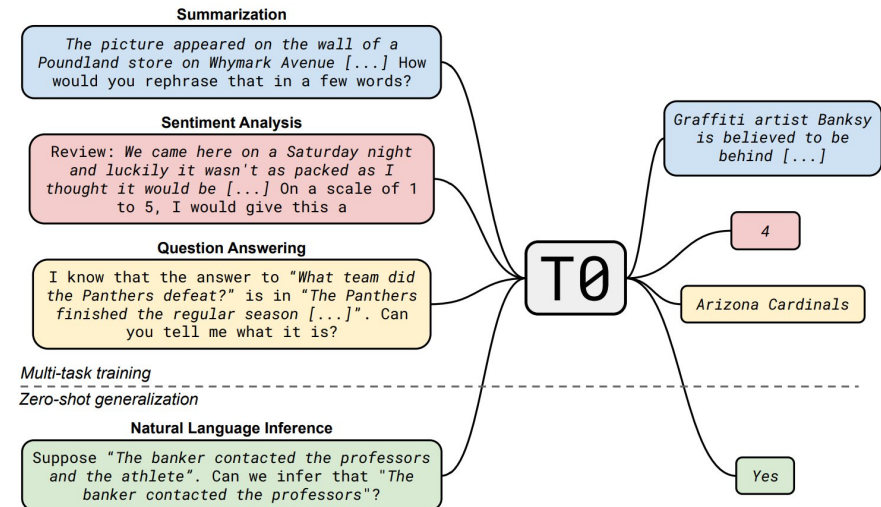 Summarization
The picture appeared on the wall of a
Poundland store on Whymark Avenue [...] How
would you rephrase that in a few words?
Sentiment Analysis
Review: We came here on a Saturday night
and luckily it wasn't as packed as I
thought it would be [...] On a scale of 1
to 5, I would give this a
Question Answering
I know that the answer to “What team did
the Panthers defeat?” is in “The Panthers
finished the regular season [...]”. Can
you tell me what it is?
Multi-task training
Zero-shot generalization
Natural Language Inference
Suppose “The banker contacted the professors
and the athlete”. Can we infer that "The
banker contacted the professors"?
T0
Graffiti artist Banksy
is believed to be
behind [...]
4
Arizona Cardinals
Yes